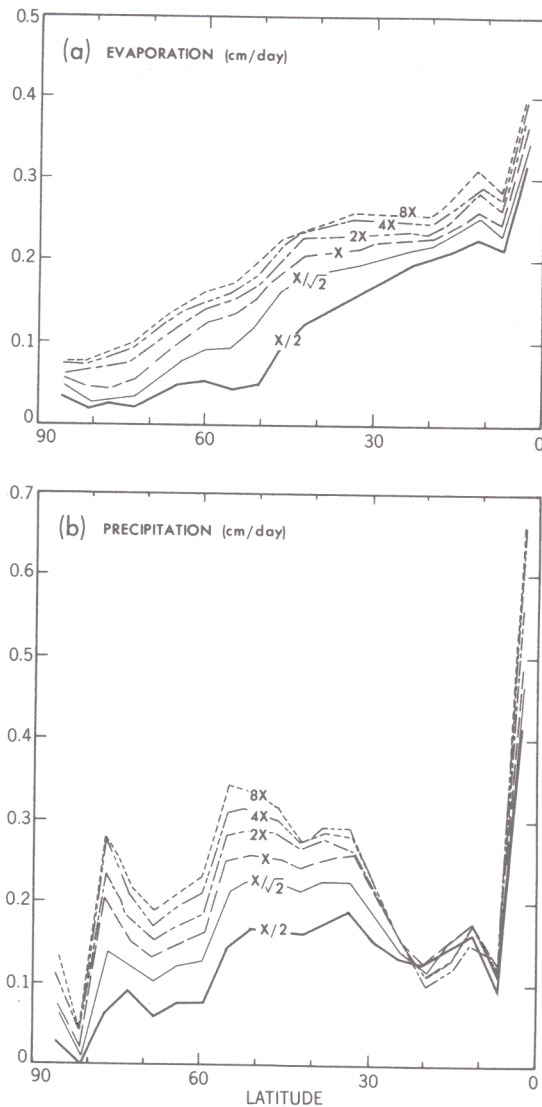 0.5
(a) EVAPORATION (cm/day)
0.4
0.3
8X
4X
0.2
2X
X
X/√2
0.1
X/2
0
90
60
30
0
0.7
(b) PRECIPITATION (cm/day)
0.6
0.5
0.4
8X
0.3
4X
2X
X
0.2
X/√2
X/2
0.1
0
90
60
30
0
LATITUDE